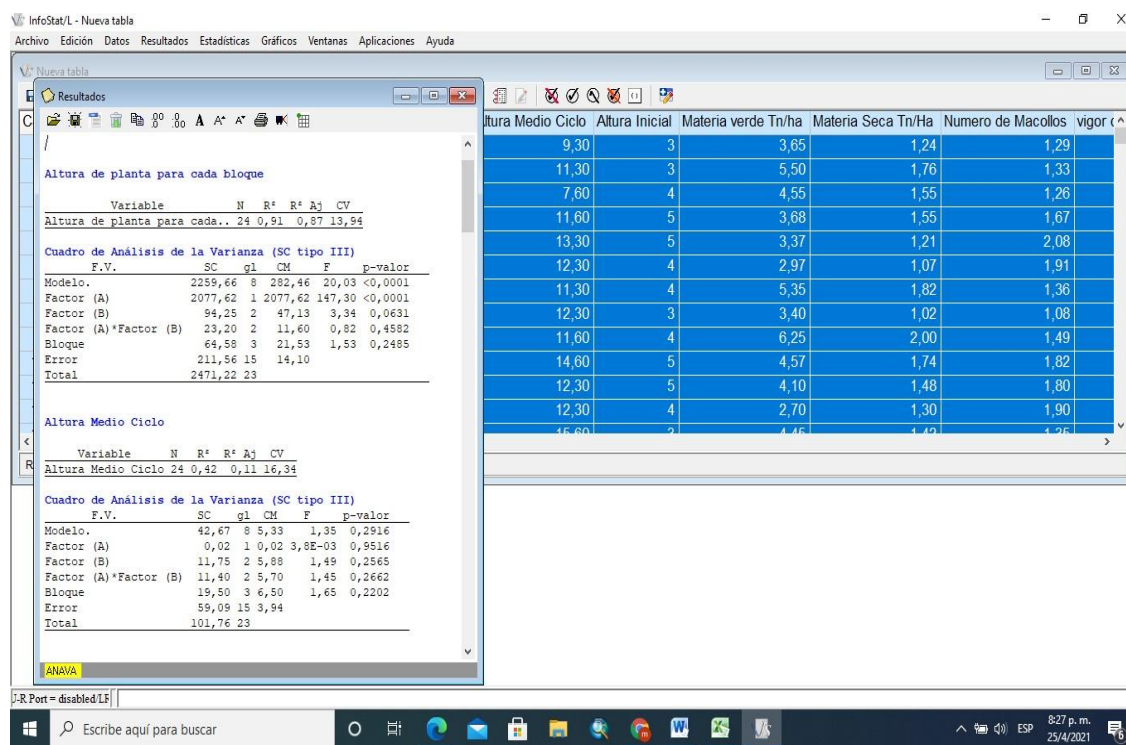 InfoStat/L - Nueva tabla
Archivo Edición Datos Resultados Estadísticas Gráficos Ventanas Aplicaciones Ayuda
Nueva tabla
Resultados
Altura de planta para cada bloque
Variable N R² R² Aj CV
Altura de planta para cada.. 24 0,91 0,87 13,94
Cuadro de Análisis de la Varianza (SC tipo III)
F.V. SC gl CM F p-valor
Modelo. 2259,66 8 282,46 20,03 <0,0001
Factor (A) 2077,62 1 2077,62 147,30 <0,0001
Factor (B) 94,25 2 47,13 3,34 0,0631
Factor (A)*Factor (B) 23,20 2 11,60 0,82 0,4582
Bloque 64,58 3 21,53 1,53 0,2485
Error 211,56 15 14,10
Total 2471,22 23
Altura Medio Ciclo
Variable N R² R² Aj CV
Altura Medio Ciclo 24 0,42 0,11 16,34
Cuadro de Análisis de la Varianza (SC tipo III)
F.V. SC gl CM F p-valor
Modelo. 42,67 8 5,33 1,35 0,2916
Factor (A) 0,02 1 0,02 3,8E-03 0,9516
Factor (B) 11,75 2 5,88 1,49 0,2565
Factor (A)*Factor (B) 11,40 2 5,70 1,45 0,2662
Bloque 19,50 3 6,50 1,65 0,2202
Error 59,09 15 3,94
Total 101,76 23
ANAVA
ltura Medio Ciclo Altura Inicial Materia verde Tn/ha Materia Seca Tn/Ha Numero de Macollos vigor (
9,30 3 3,65 1,24 1,29
11,30 3 5,50 1,76 1,33
7,60 4 4,55 1,55 1,26
11,60 5 3,68 1,55 1,67
13,30 5 3,37 1,21 2,08
12,30 4 2,97 1,07 1,91
11,30 4 5,35 1,82 1,36
12,30 3 3,40 1,02 1,08
11,60 4 6,25 2,00 1,49
14,60 5 4,57 1,74 1,82
12,30 5 4,10 1,48 1,80
12,30 4 2,70 1,30 1,90
15,60 3 4,45 1,42 1,35
Port = disabled
Escribe aquí para buscar
ESP
8:27 p. m.
25/4/2021
6